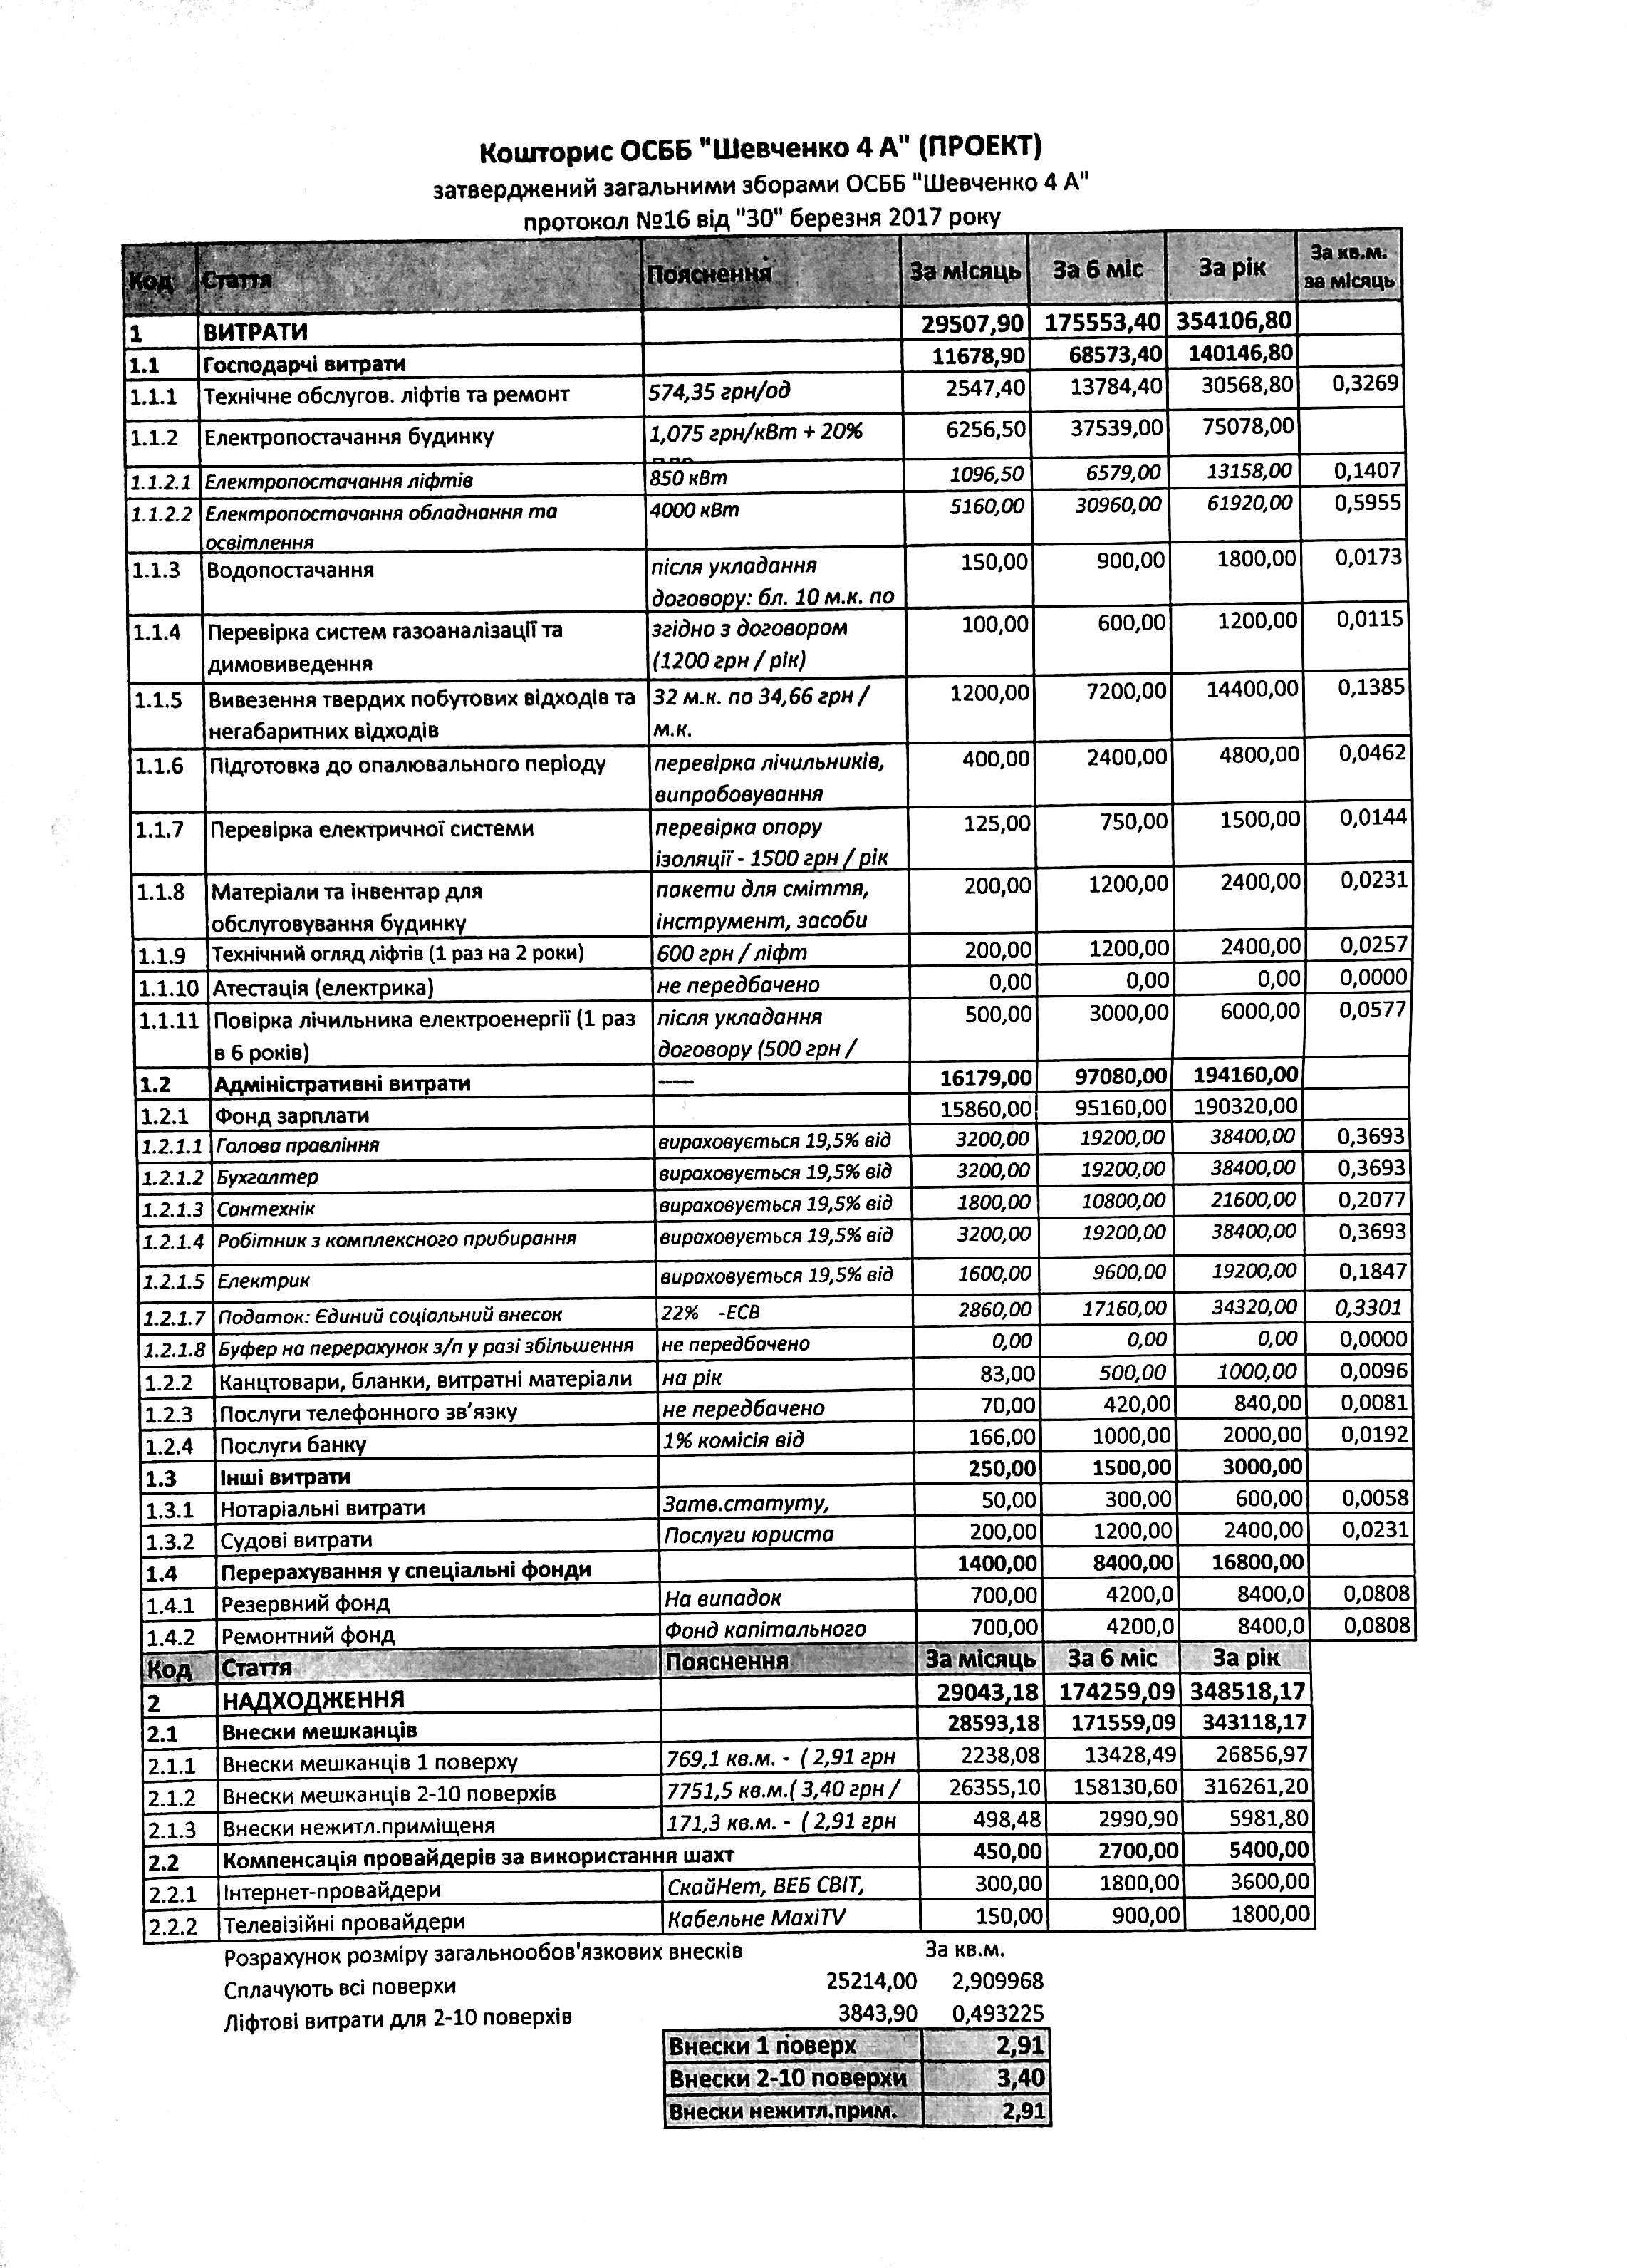 Кошторис ОСББ "Шевченко 4 А" (ПРОЕКТ)
затверджений загальними зборами ОСББ "Шевченко 4 А"
протокол №16 від "30" березня 2017 року
Код Стаття Пояснення За місяць За 6 міс За рік За кв.м. за місяць
1 ВИТРАТИ 29507,90 175553,40 354106,80
1.1 Господарчі витрати 11678,90 68573,40 140146,80
1.1.1 Технічне обслугов. ліфтів та ремонт 574,35 грн/од 2547,40 13784,40 30568,80 0,3269
1.1.2 Електропостачання будинку 1,075 грн/кВт + 20% 6256,50 37539,00 75078,00
1.1.2.1 Електропостачання ліфтів 850 кВт 1096,50 6579,00 13158,00 0,1407
1.1.2.2 Електропостачання обладнання та 4000 кВт 5160,00 30960,00 61920,00 0,5955
освітлення
1.1.3 Водопостачання після укладання 150,00 900,00 1800,00 0,0173
договору: бл. 10 м.к. по
1.1.4 Перевірка систем газоаналізації та згідно з договором 100,00 600,00 1200,00 0,0115
димовиведення (1200 грн / рік)
1.1.5 Вивезення твердих побутових відходів та 32 м.к. по 34,66 грн / 1200,00 7200,00 14400,00 0,1385
негабаритних відходів м.к.
1.1.6 Підготовка до опалювального періоду перевірка лічильників, 400,00 2400,00 4800,00 0,0462
випробовування
1.1.7 Перевірка електричної системи перевірка опору 125,00 750,00 1500,00 0,0144
ізоляції - 1500 грн / рік
1.1.8 Матеріали та інвентар для пакети для сміття, 200,00 1200,00 2400,00 0,0231
обслуговування будинку інструмент, засоби
1.1.9 Технічний огляд ліфтів (1 раз на 2 роки) 600 грн / ліфт 200,00 1200,00 2400,00 0,0257
1.1.10 Атестація (електрика) не передбачено 0,00 0,00 0,00 0,0000
1.1.11 Повірка лічильника електроенергії (1 раз після укладання 500,00 3000,00 6000,00 0,0577
в 6 років) договору (500 грн /
1.2 Адміністративні витрати ----- 16179,00 97080,00 194160,00
1.2.1 Фонд зарплати 15860,00 95160,00 190320,00
1.2.1.1 Голова правління вираховується 19,5% від 3200,00 19200,00 38400,00 0,3693
1.2.1.2 Бухгалтер вираховується 19,5% від 3200,00 19200,00 38400,00 0,3693
1.2.1.3 Сантехнік вираховується 19,5% від 1800,00 10800,00 21600,00 0,2077
1.2.1.4 Робітник з комплексного прибирання вираховується 19,5% від 3200,00 19200,00 38400,00 0,3693
1.2.1.5 Електрик вираховується 19,5% від 1600,00 9600,00 19200,00 0,1847
1.2.1.7 Податок: Єдиний соціальний внесок 22% -ЕСВ 2860,00 17160,00 34320,00 0,3301
1.2.1.8 Буфер на перерахунок з/п у разі збільшення не передбачено 0,00 0,00 0,00 0,0000
1.2.2 Канцтовари, бланки, витратні матеріали на рік 83,00 500,00 1000,00 0,0096
1.2.3 Послуги телефонного зв'язку не передбачено 70,00 420,00 840,00 0,0081
1.2.4 Послуги банку 1% комісія від 166,00 1000,00 2000,00 0,0192
1.3 Інші витрати 250,00 1500,00 3000,00
1.3.1 Нотаріальні витрати Затв.статуту, 50,00 300,00 600,00 0,0058
1.3.2 Судові витрати Послуги юриста 200,00 1200,00 2400,00 0,0231
1.4 Перерахування у спеціальні фонди 1400,00 8400,00 16800,00
1.4.1 Резервний фонд На випадок 700,00 4200,0 8400,0 0,0808
1.4.2 Ремонтний фонд Фонд капітального 700,00 4200,0 8400,0 0,0808
Код Стаття Пояснення За місяць За 6 міс За рік
2 НАДХОДЖЕННЯ 29043,18 174259,09 348518,17
2.1 Внески мешканців 28593,18 171559,09 343118,17
2.1.1 Внески мешканців 1 поверху 769,1 кв.м. - ( 2,91 грн 2238,08 13428,49 26856,97
2.1.2 Внески мешканців 2-10 поверхів 7751,5 кв.м.( 3,40 грн / 26355,10 158130,60 316261,20
2.1.3 Внески нежитл.приміщеня 171,3 кв.м. - ( 2,91 грн 498,48 2990,90 5981,80
2.2 Компенсація провайдерів за використання шахт 450,00 2700,00 5400,00
2.2.1 Інтернет-провайдери СкайНет, ВЕБ СВІТ, 300,00 1800,00 3600,00
2.2.2 Телевізійні провайдери Кабельне MaxiTV 150,00 900,00 1800,00
Розрахунок розміру загальнообов'язкових внесків За кв.м.
Сплачують всі поверхи 25214,00 2,909968
Ліфтові витрати для 2-10 поверхів 3843,90 0,493225
Внески 1 поверх 2,91
Внески 2-10 поверхи 3,40
Внески нежитл.прим. 2,91